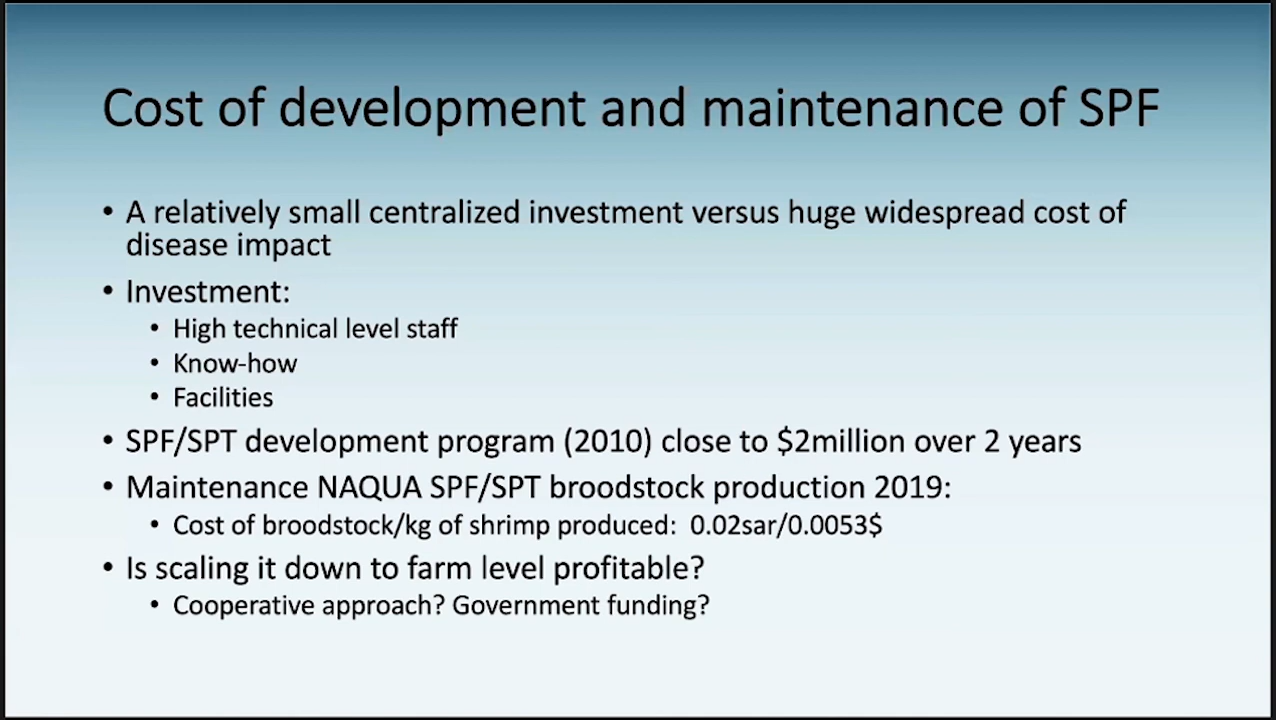 Cost of development and maintenance of SPF
• A relatively small centralized investment versus huge widespread cost of
disease impact
• Investment:
• High technical level staff
• Know-how
• Facilities
• SPF/SPT development program (2010) close to $2million over 2 years
• Maintenance NAQUA SPF/SPT broodstock production 2019:
• Cost of broodstock/kg of shrimp produced:  0.02sar/0.0053$
• Is scaling it down to farm level profitable?
• Cooperative approach? Government funding?